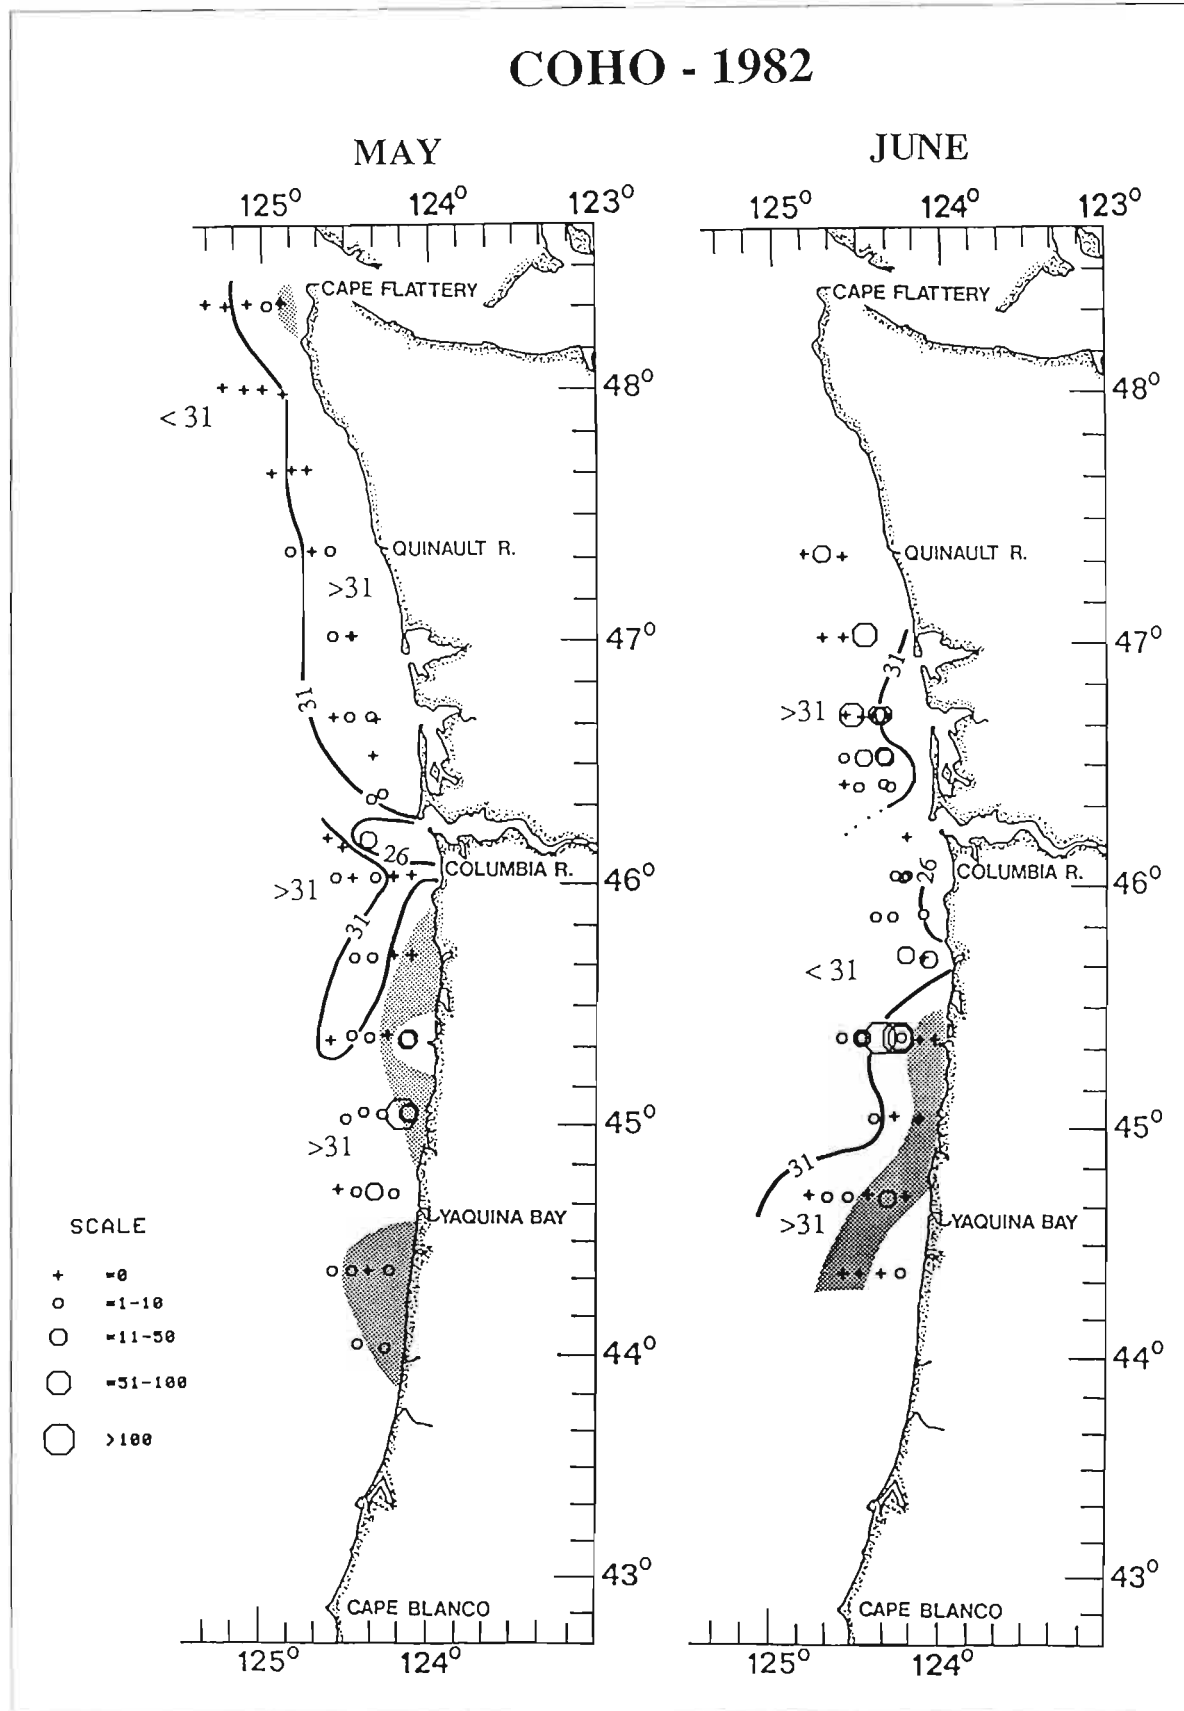 COHO - 1982
MAY
JUNE
125° 124° 123°
125° 124° 123°
CAPE FLATTERY
CAPE FLATTERY
48°
48°
< 31
QUINAULT R.
QUINAULT R.
>31
47°
47°
31
31
>31
26
COLUMBIA R.
26
COLUMBIA R.
46°
46°
>31
31
< 31
45°
45°
>31
31
YAQUINA BAY
>31
YAQUINA BAY
SCALE
+ =0
=1-10
=11-50
=51-100
>100
44°
44°
43°
43°
CAPE BLANCO
CAPE BLANCO
125° 124°
125° 124°